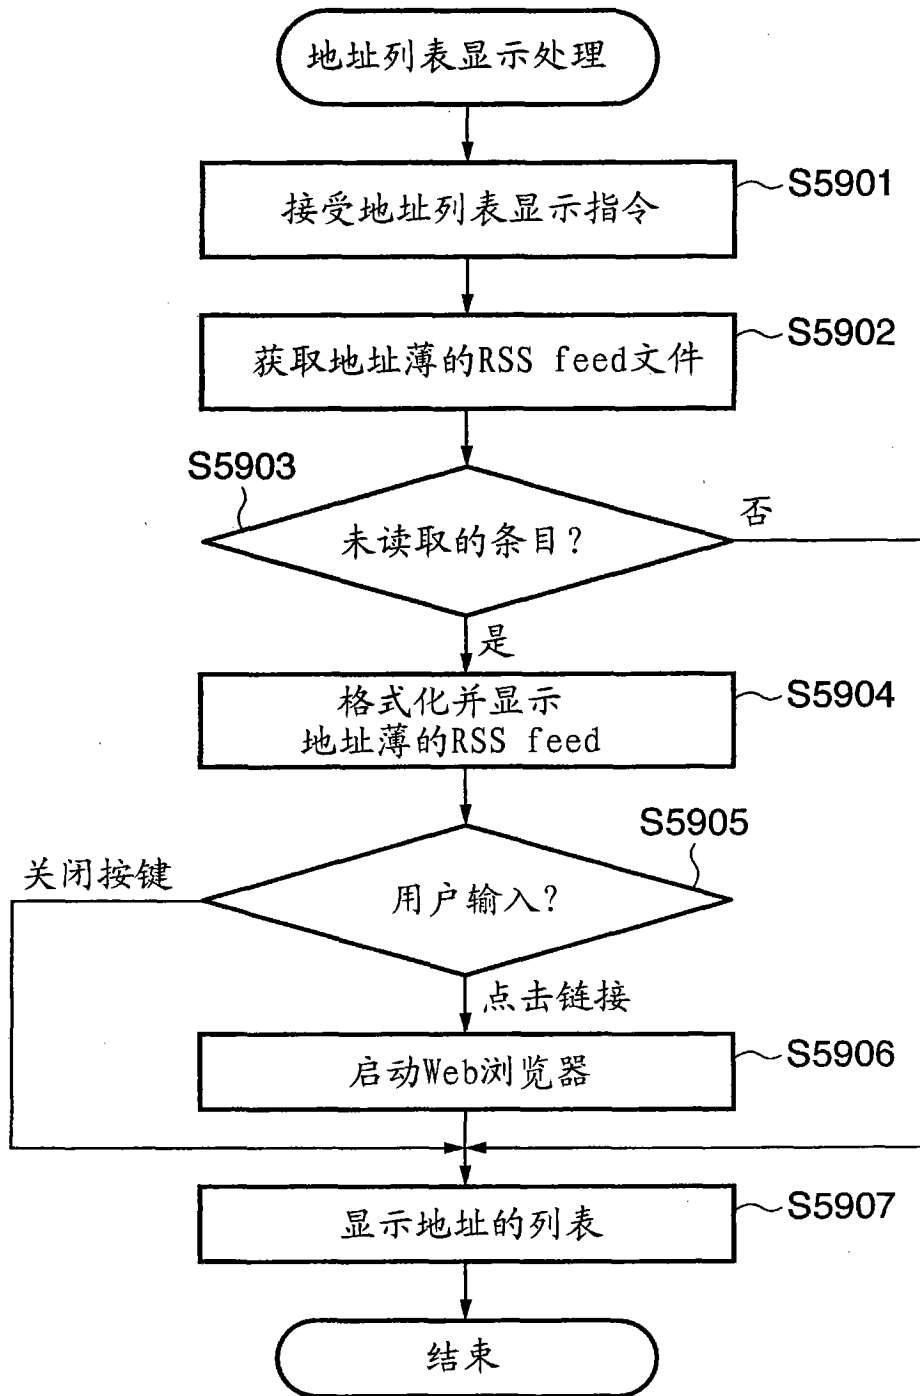 地址列表显示处理
接受地址列表显示指令
S5901
获取地址薄的RSS feed文件
S5902
S5903
未读取的条目?
否
是
格式化并显示
地址薄的RSS feed
S5904
S5905
关闭按键
用户输入?
点击链接
启动Web浏览器
S5906
显示地址的列表
S5907
结束